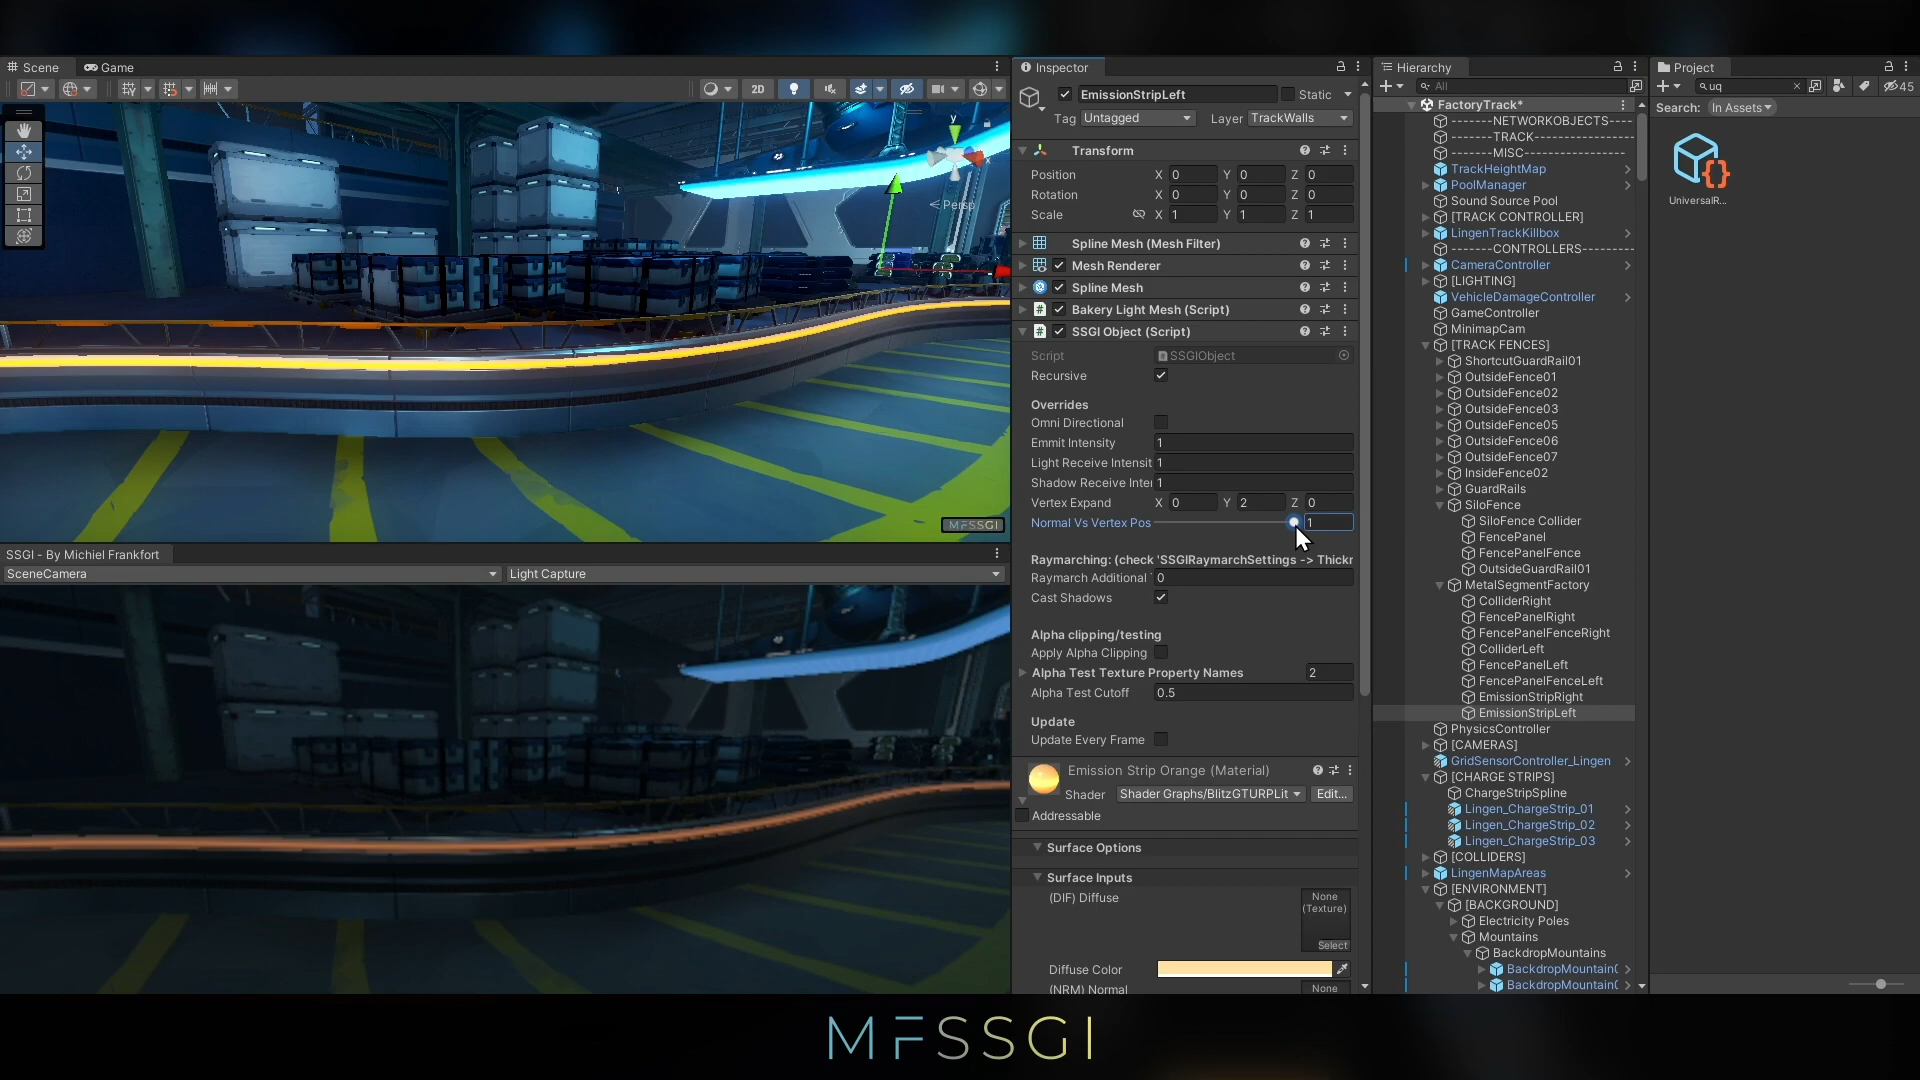 Scene
Game
2D
y
x
Persp
MFSSGI
SSGI - By Michiel Frankfort
SceneCamera
Light Capture
Inspector
EmissionStripLeft
Static
Tag
Untagged
Layer
TrackWalls
Transform
Position
X 0 Y 0 Z 0
Rotation
X 0 Y 0 Z 0
Scale
X 1 Y 1 Z 1
Spline Mesh (Mesh Filter)
Mesh Renderer
Spline Mesh
Bakery Light Mesh (Script)
SSGI Object (Script)
Script
SSGIObject
Recursive
Overrides
Omni Directional
Emmit Intensity
1
Light Receive Intensit
1
Shadow Receive Inter
1
Vertex Expand
X 0 Y 2 Z 0
Normal Vs Vertex Pos
1
Raymarching: (check 'SSGIRaymarchSettings -> Thickr
Raymarch Additional
0
Cast Shadows
Alpha clipping/testing
Apply Alpha Clipping
Alpha Test Texture Property Names
2
Alpha Test Cutoff
0.5
Update
Update Every Frame
Emission Strip Orange (Material)
Shader
Shader Graphs/BlitzGTURPLit
Edit...
Addressable
Surface Options
Surface Inputs
(DIF) Diffuse
None
(Texture)
Select
Diffuse Color
(NRM) Normal
None
Hierarchy
All
FactoryTrack*
-------NETWORKOBJECTS----
-------TRACK-----------------
-------MISC------------------
TrackHeightMap
PoolManager
Sound Source Pool
[TRACK CONTROLLER]
LingenTrackKillbox
-------CONTROLLERS---------
CameraController
[LIGHTING]
VehicleDamageController
GameController
MinimapCam
[TRACK FENCES]
ShortcutGuardRail01
OutsideFence01
OutsideFence02
OutsideFence03
OutsideFence05
OutsideFence06
OutsideFence07
InsideFence02
GuardRails
SiloFence
SiloFence Collider
FencePanel
FencePanelFence
OutsideGuardRail01
MetalSegmentFactory
ColliderRight
FencePanelRight
FencePanelFenceRight
ColliderLeft
FencePanelLeft
FencePanelFenceLeft
EmissionStripRight
EmissionStripLeft
PhysicsController
[CAMERAS]
GridSensorController_Lingen
[CHARGE STRIPS]
ChargeStripSpline
Lingen_ChargeStrip_01
Lingen_ChargeStrip_02
Lingen_ChargeStrip_03
[COLLIDERS]
LingenMapAreas
[ENVIRONMENT]
[BACKGROUND]
Electricity Poles
Mountains
BackdropMountains
BackdropMountain(
BackdropMountain(
Project
uq
45
Search:
In Assets
UniversalR...
MFSSGI